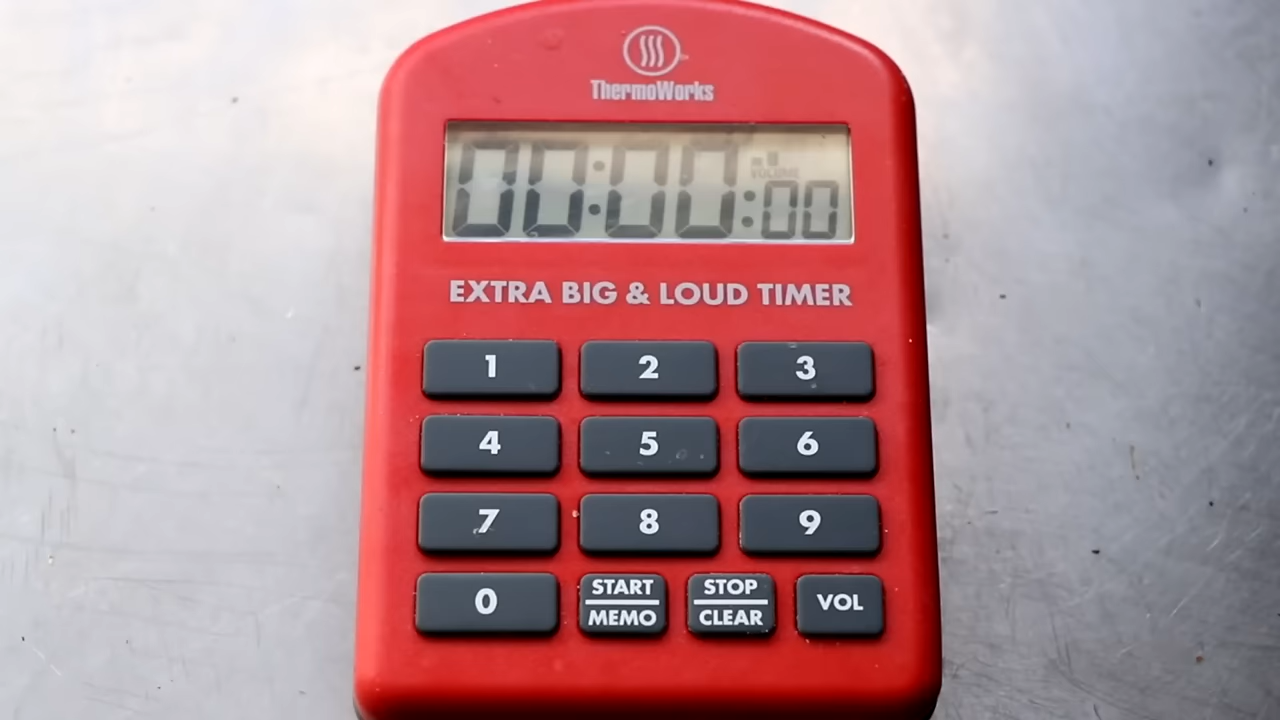 ThermoWorks
00:00:00
VOLUME
EXTRA BIG & LOUD TIMER
1 2 3
4 5 6
7 8 9
0 START MEMO STOP CLEAR VOL